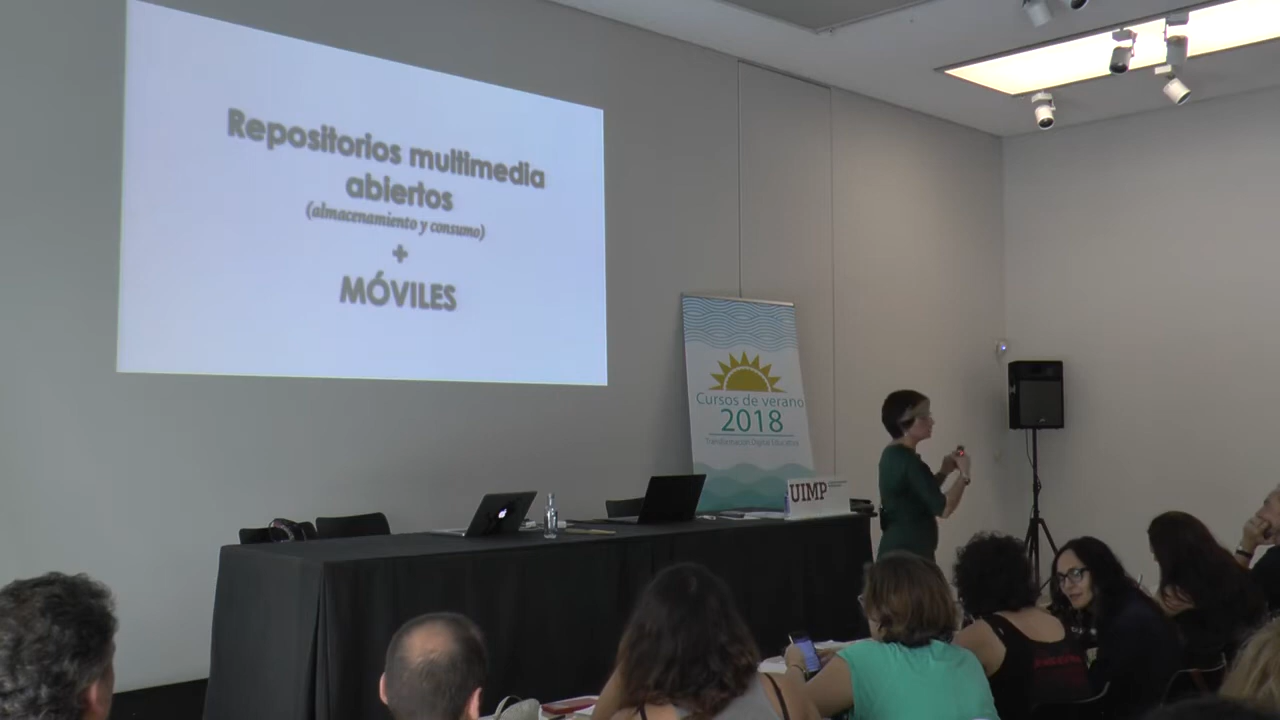 Repositorios multimedia
abiertos
(almacenamiento y consumo)
+
MÓVILES
Cursos de verano
2018
Transformación Digital Educativa
UIMP